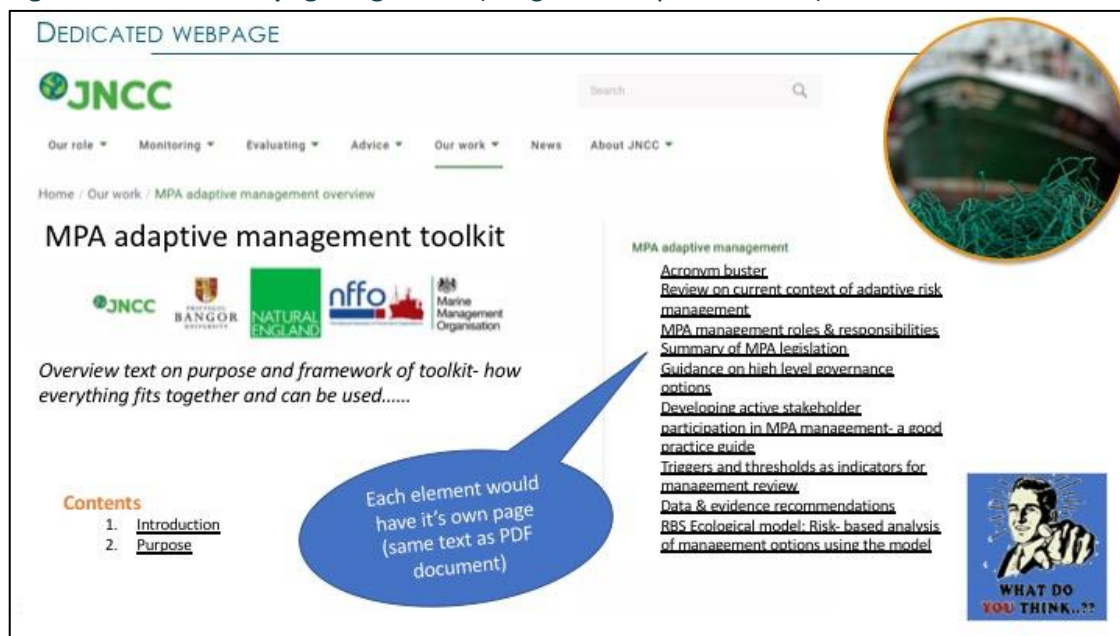 DEDICATED WEBPAGE
JNCC
Search
Our role
Monitoring
Evaluating
Advice
Our work
News
About JNCC
Home / Our work / MPA adaptive management overview
MPA adaptive management toolkit
JNCC
BANGOR
UNIVERSITY
NATURAL
ENGLAND
nffo
Marine
Management
Organisation
Overview text on purpose and framework of toolkit- how
everything fits together and can be used......
Contents
1. Introduction
2. Purpose
Each element would
have it's own page
(same text as PDF
document)
MPA adaptive management
Acronym buster
Review on current context of adaptive risk
management
MPA management roles & responsibilities
Summary of MPA legislation
Guidance on high level governance
options
Developing active stakeholder
participation in MPA management- a good
practice guide
Triggers and thresholds as indicators for
management review
Data & evidence recommendations
RBS Ecological model: Risk- based analysis
of management options using the model
WHAT DO
YOU THINK..??